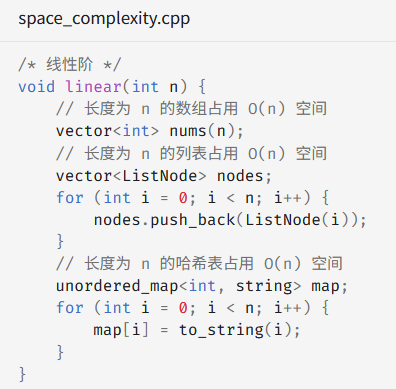 space_complexity.cpp
/* 线性阶 */
void linear(int n) {
    // 长度为 n 的数组占用 O(n) 空间
    vector<int> nums(n);
    // 长度为 n 的列表占用 O(n) 空间
    vector<ListNode> nodes;
    for (int i = 0; i < n; i++) {
        nodes.push_back(ListNode(i));
    }
    // 长度为 n 的哈希表占用 O(n) 空间
    unordered_map<int, string> map;
    for (int i = 0; i < n; i++) {
        map[i] = to_string(i);
    }
}